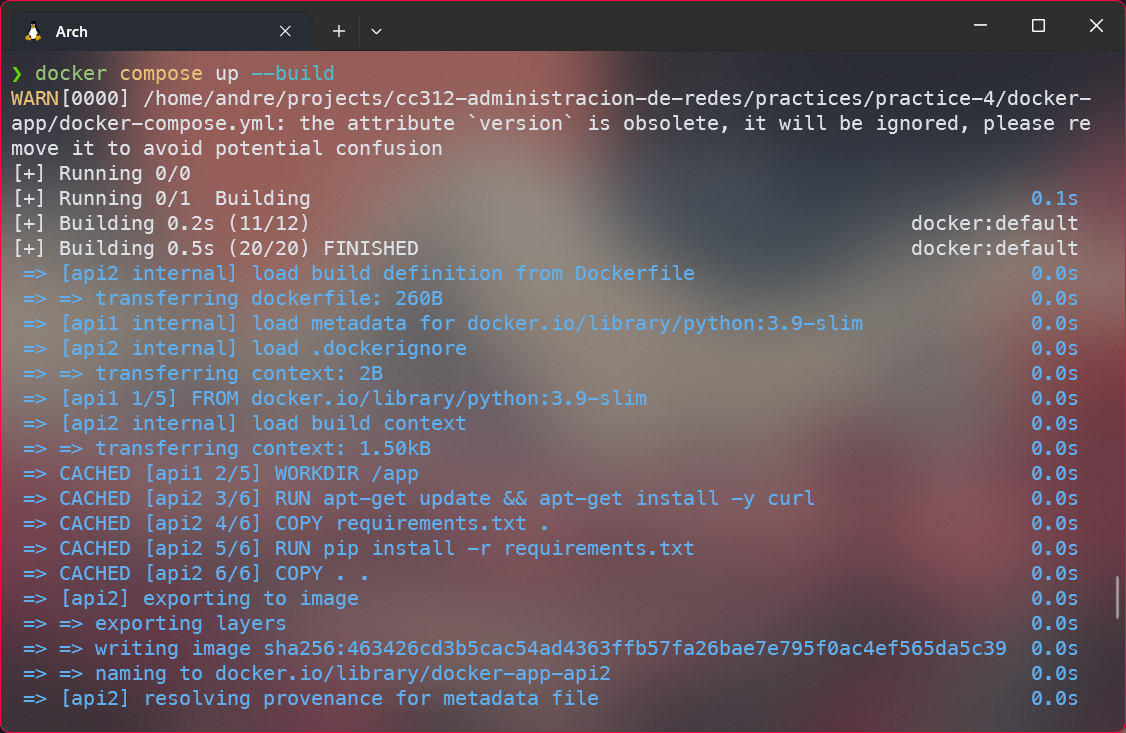 Arch
❯ docker compose up --build
WARN[0000] /home/andre/projects/cc312-administracion-de-redes/practices/practice-4/docker-
app/docker-compose.yml: the attribute `version` is obsolete, it will be ignored, please re
move it to avoid potential confusion
[+] Running 0/0
[+] Running 0/1  Building 0.1s
[+] Building 0.2s (11/12) docker:default
[+] Building 0.5s (20/20) FINISHED docker:default
=> [api2 internal] load build definition from Dockerfile 0.0s
=> => transferring dockerfile: 260B 0.0s
=> [api1 internal] load metadata for docker.io/library/python:3.9-slim 0.0s
=> [api2 internal] load .dockerignore 0.0s
=> => transferring context: 2B 0.0s
=> [api1 1/5] FROM docker.io/library/python:3.9-slim 0.0s
=> [api2 internal] load build context 0.0s
=> => transferring context: 1.50kB 0.0s
=> CACHED [api1 2/5] WORKDIR /app 0.0s
=> CACHED [api2 3/6] RUN apt-get update && apt-get install -y curl 0.0s
=> CACHED [api2 4/6] COPY requirements.txt . 0.0s
=> CACHED [api2 5/6] RUN pip install -r requirements.txt 0.0s
=> CACHED [api2 6/6] COPY . . 0.0s
=> [api2] exporting to image 0.0s
=> => exporting layers 0.0s
=> => writing image sha256:463426cd3b5cac54ad4363ffb57fa26bae7e795f0ac4ef565da5c39 0.0s
=> => naming to docker.io/library/docker-app-api2 0.0s
=> [api2] resolving provenance for metadata file 0.0s